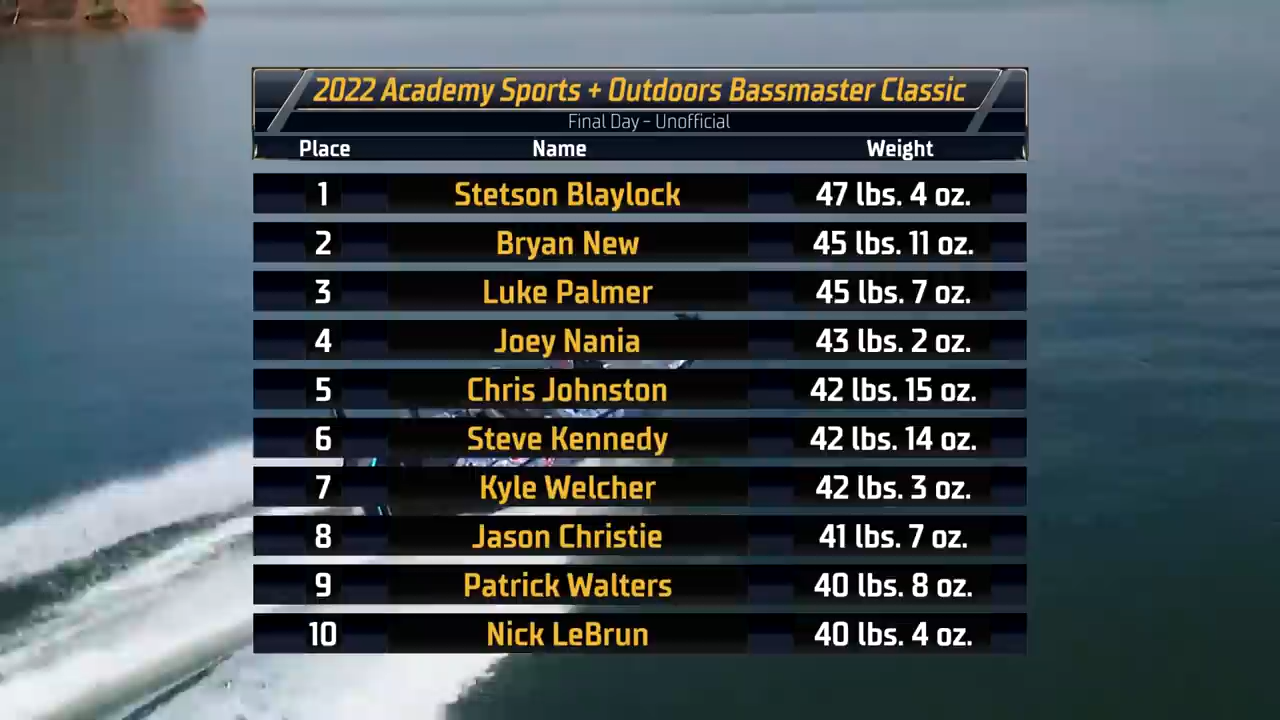 2022 Academy Sports + Outdoors Bassmaster Classic
Final Day - Unofficial
Place Name Weight
1 Stetson Blaylock 47 lbs. 4 oz.
2 Bryan New 45 lbs. 11 oz.
3 Luke Palmer 45 lbs. 7 oz.
4 Joey Nania 43 lbs. 2 oz.
5 Chris Johnston 42 lbs. 15 oz.
6 Steve Kennedy 42 lbs. 14 oz.
7 Kyle Welcher 42 lbs. 3 oz.
8 Jason Christie 41 lbs. 7 oz.
9 Patrick Walters 40 lbs. 8 oz.
10 Nick LeBrun 40 lbs. 4 oz.